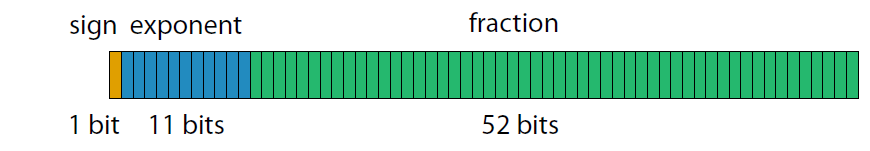 sign exponent fraction
1 bit 11 bits 52 bits